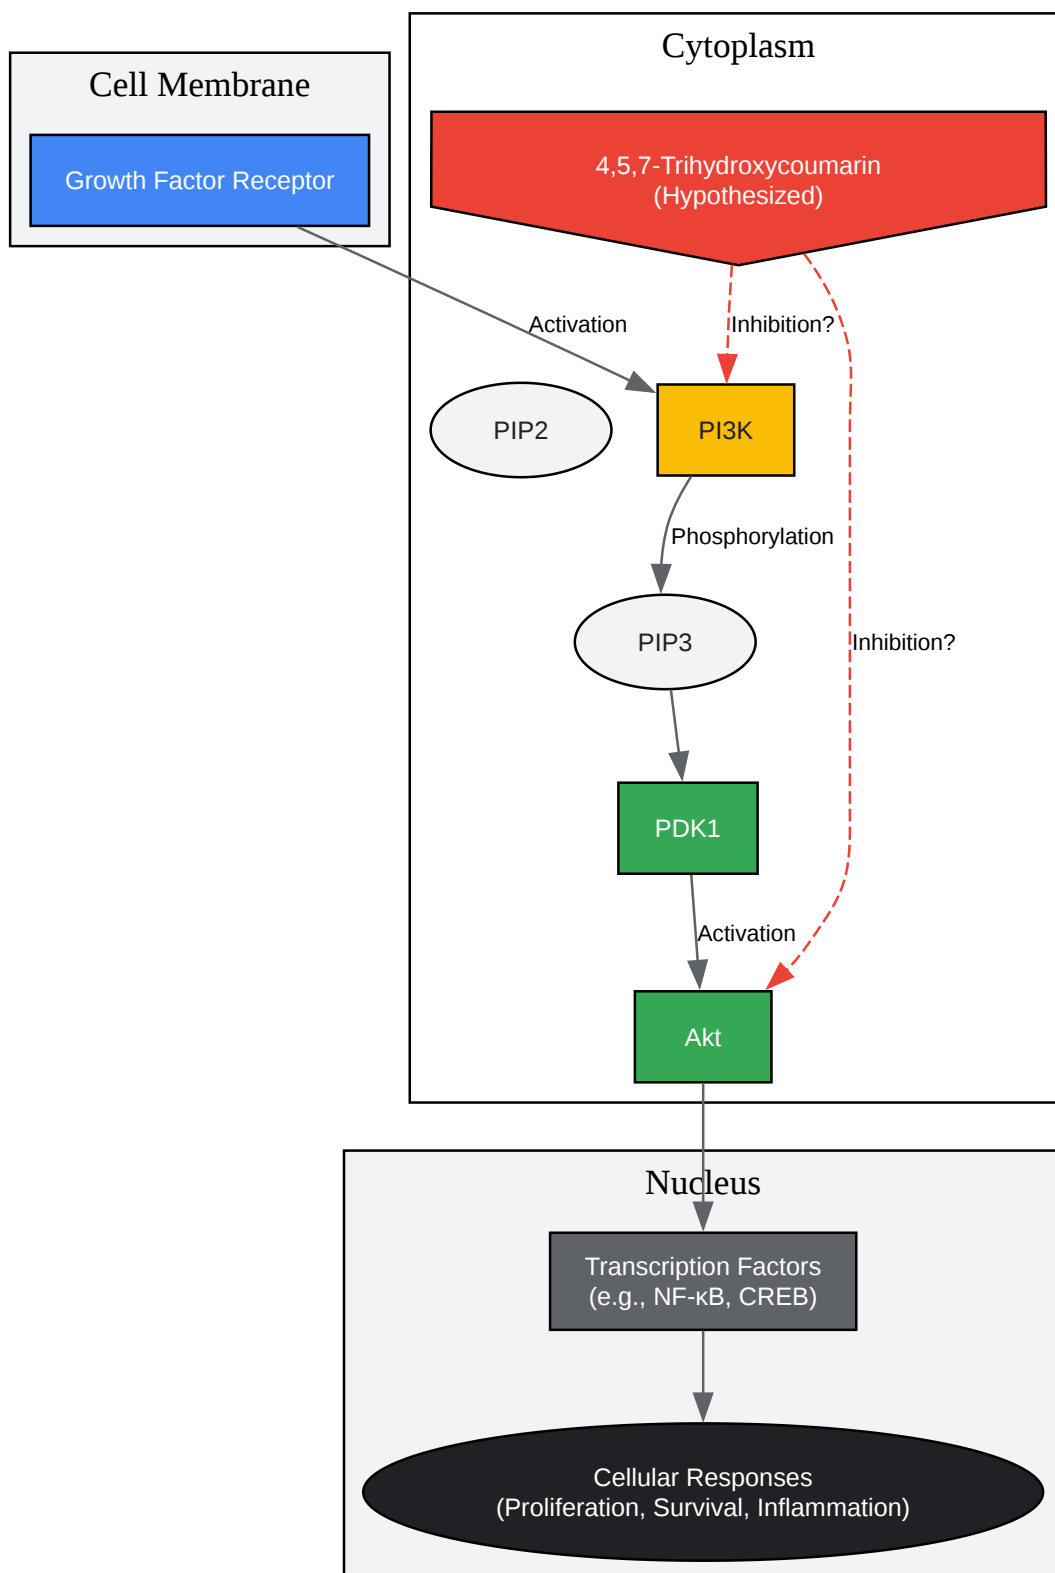 Cell Membrane
Growth Factor Receptor
Cytoplasm
4,5,7-Trihydroxycoumarin
(Hypothesized)
Activation
Inhibition?
PIP2
PI3K
Phosphorylation
PIP3
Inhibition?
PDK1
Activation
Akt
Nucleus
Transcription Factors
(e.g., NF-κB, CREB)
Cellular Responses
(Proliferation, Survival, Inflammation)